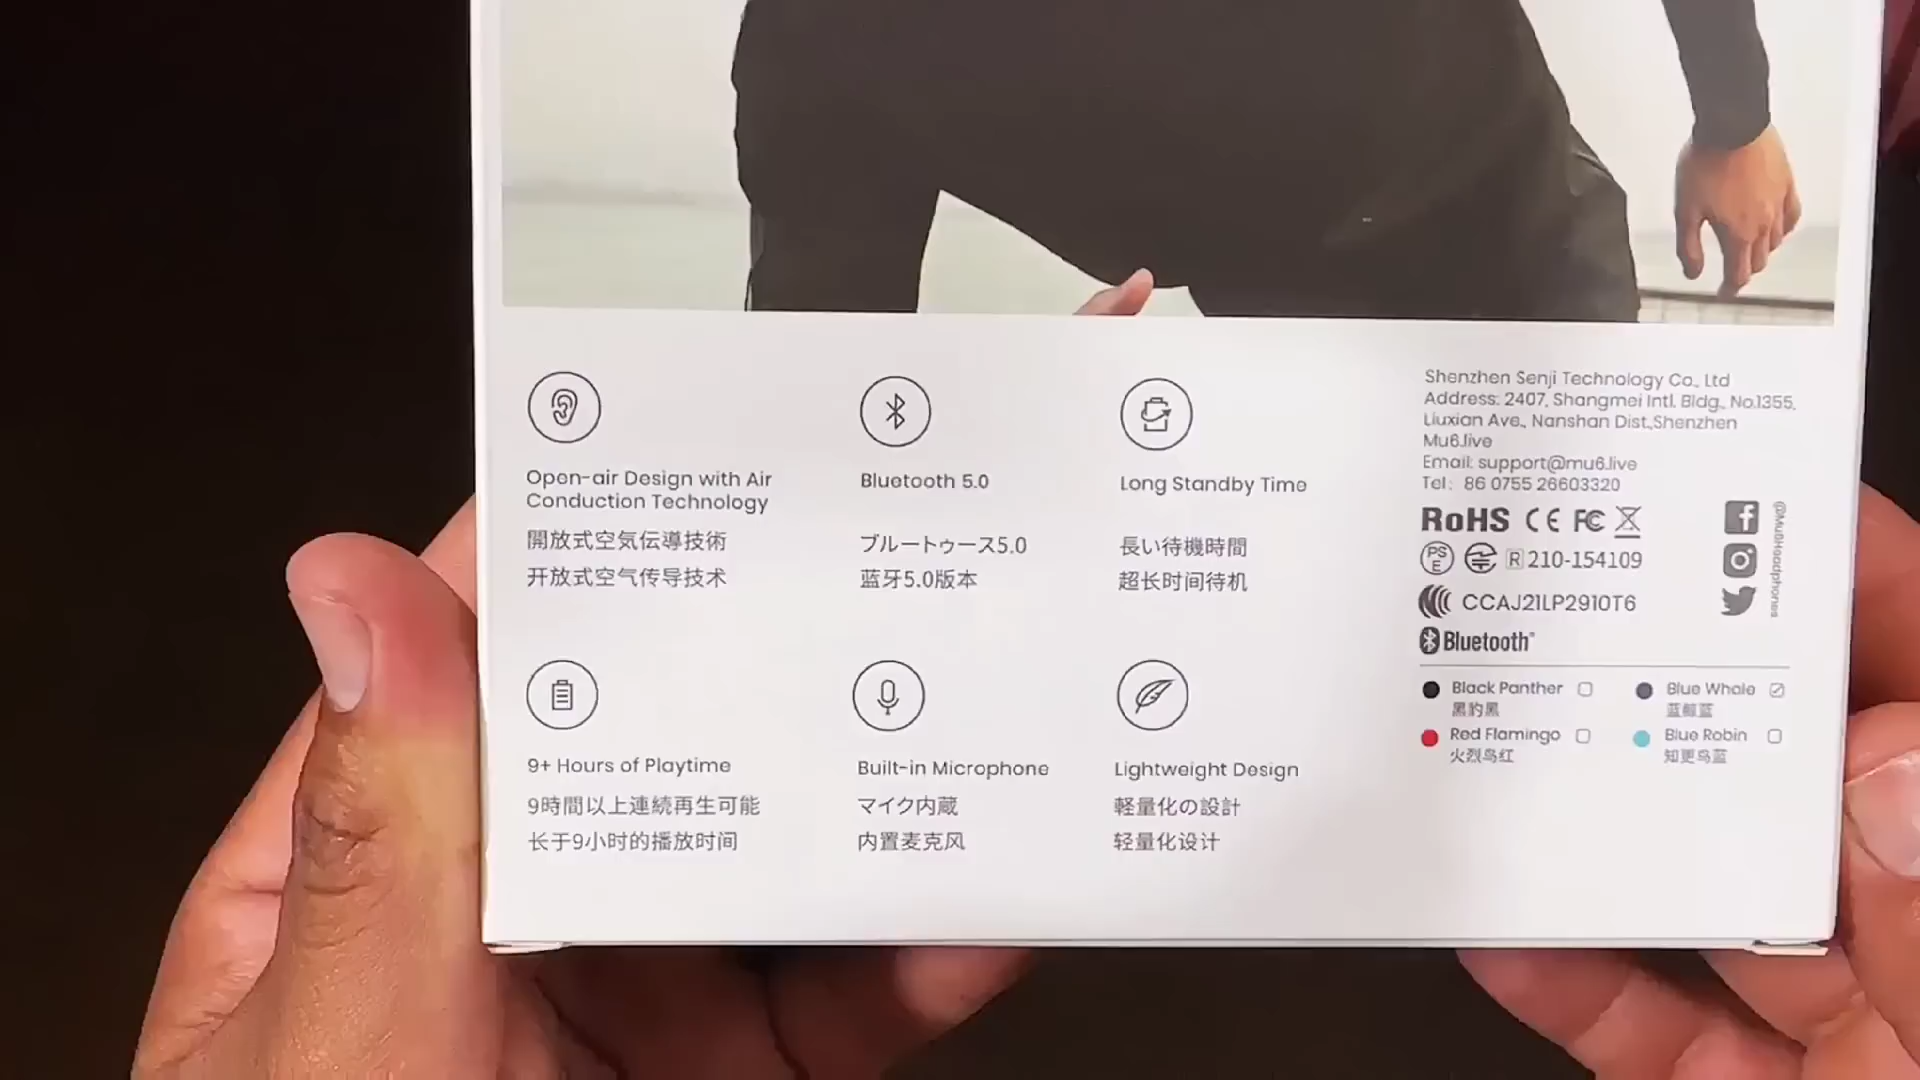 Open-air Design with Air
Conduction Technology
開放式空気伝導技術
开放式空气传导技术
Bluetooth 5.0
ブルートゥース5.0
蓝牙5.0版本
Long Standby Time
長い待機時間
超长时间待机
9+ Hours of Playtime
9時間以上連続再生可能
长于9小时的播放时间
Built-in Microphone
マイク内蔵
内置麦克风
Lightweight Design
軽量化の設計
轻量化设计
Shenzhen Senji Technology Co., Ltd
Address: 2407, Shangmei Intl. Bldg., No.1355,
Liuxian Ave., Nanshan Dist.,Shenzhen
Mu6.live
Email: support@mu6.live
Tel: 86 0755 26603320
RoHS CE FC
PS E R 210-154109
CCAJ21LP2910T6
Bluetooth®
@Mu6Headphones
Black Panther
黑豹黑
Blue Whale
蓝鲸蓝
Red Flamingo
火烈鸟红
Blue Robin
知更鸟蓝